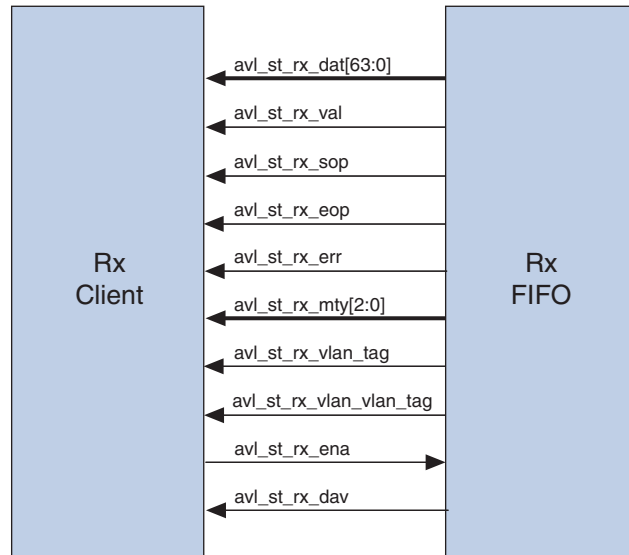 avl_st_rx_dat[63:0]
avl_st_rx_val
avl_st_rx_sop
avl_st_rx_eop
avl_st_rx_err
Rx
Client
Rx
FIFO
avl_st_rx_mty[2:0]
avl_st_rx_vlan_tag
avl_st_rx_vlan_vlan_tag
avl_st_rx_ena
avl_st_rx_dav